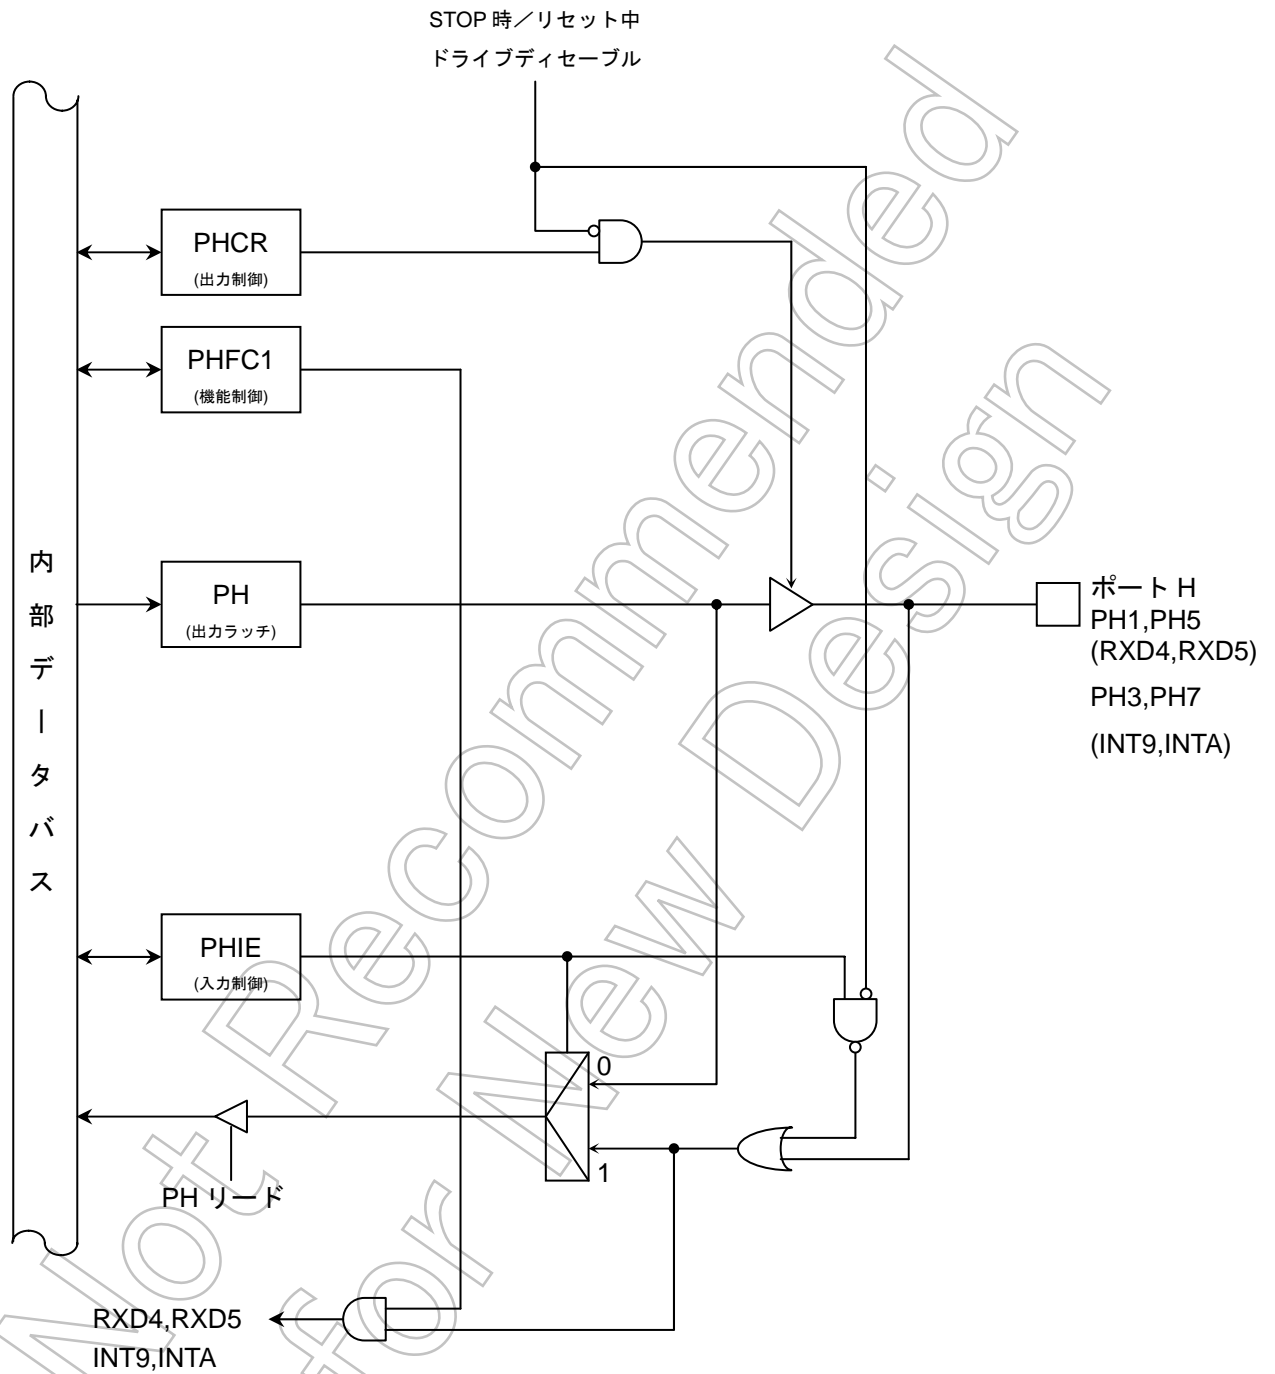 STOP 時／リセット中
ドライブディセーブル
PHCR
(出力制御)
PHFC1
(機能制御)
内部データバス
PH
(出力ラッチ)
ポート H
PH1,PH5
(RXD4,RXD5)
PH3,PH7
(INT9,INTA)
PHIE
(入力制御)
0
1
PH リード
RXD4,RXD5
INT9,INTA
Not Recommended
for New Design